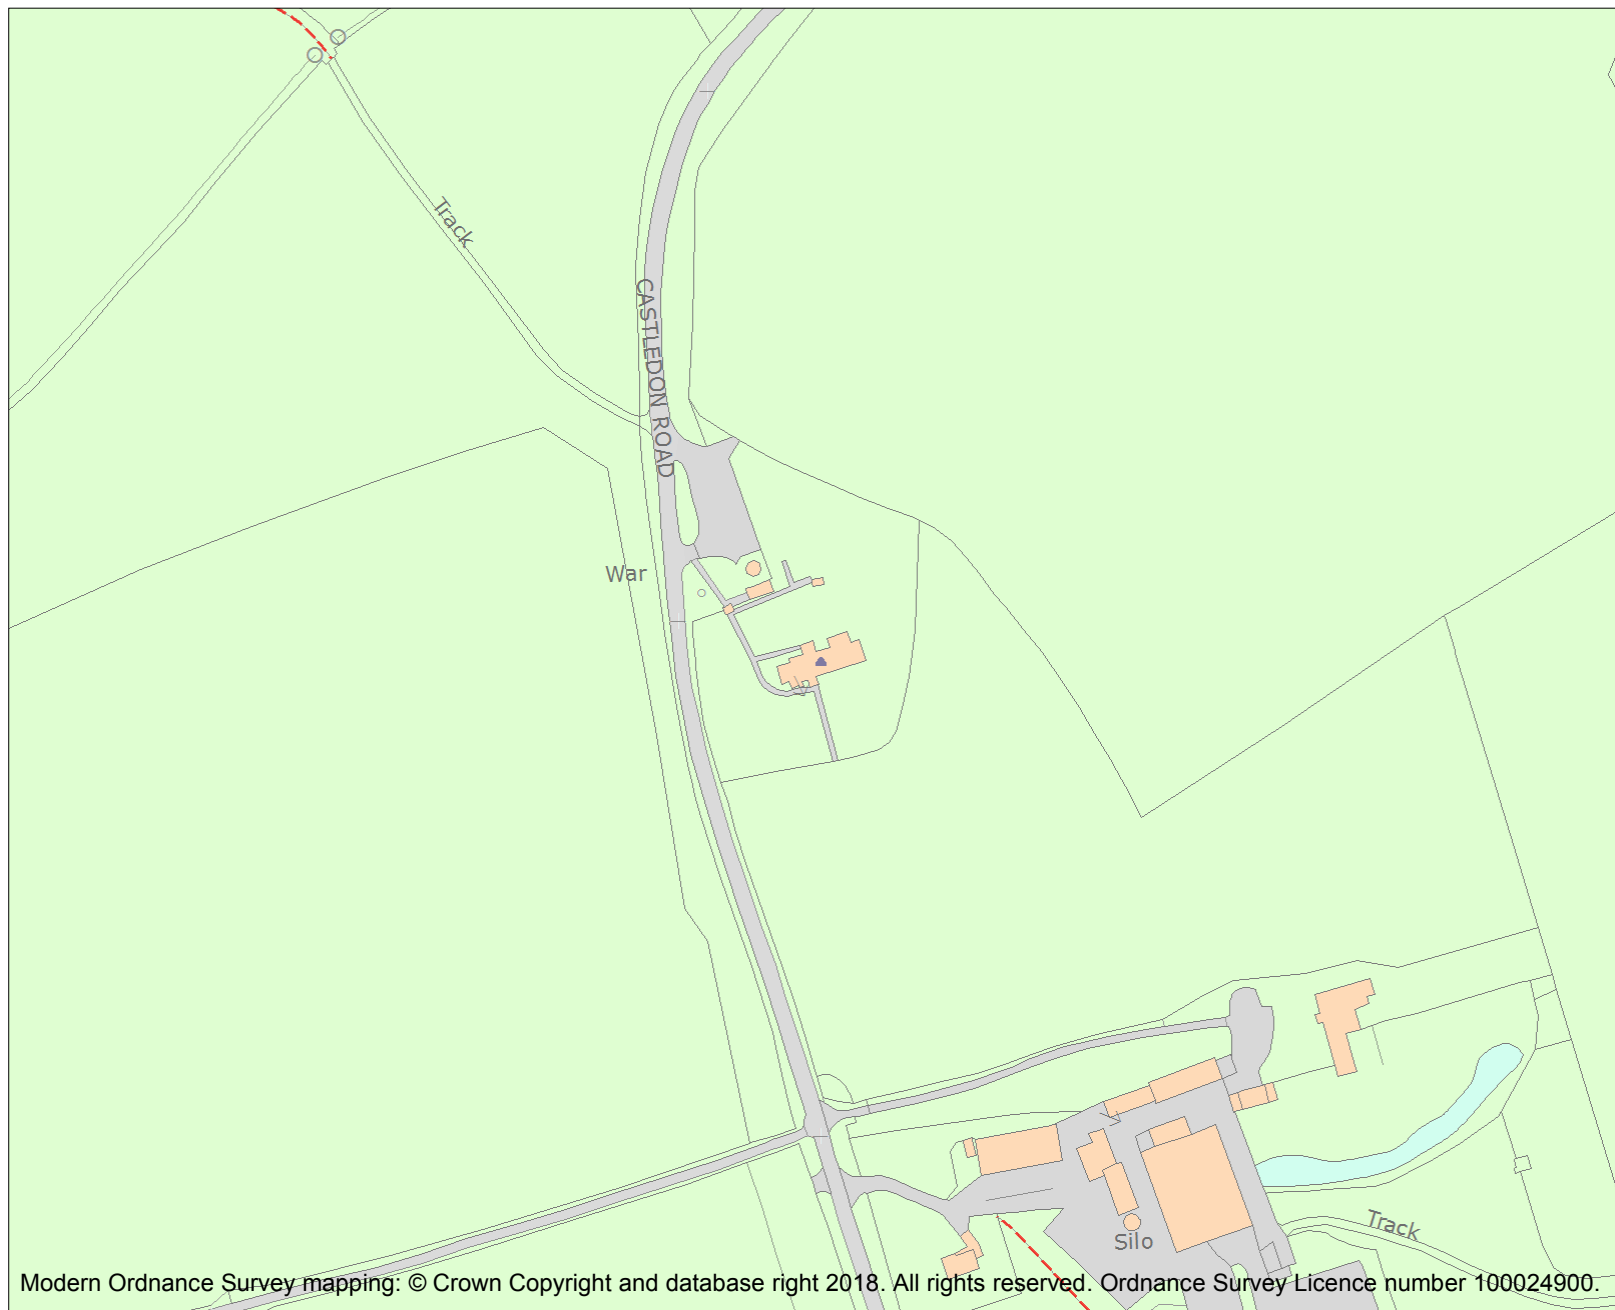 Track
CASTLEDON ROAD
War
Track
Silo
Modern Ordnance Survey mapping: © Crown Copyright and database right 2018. All rights reserved. Ordnance Survey Licence number 100024900.